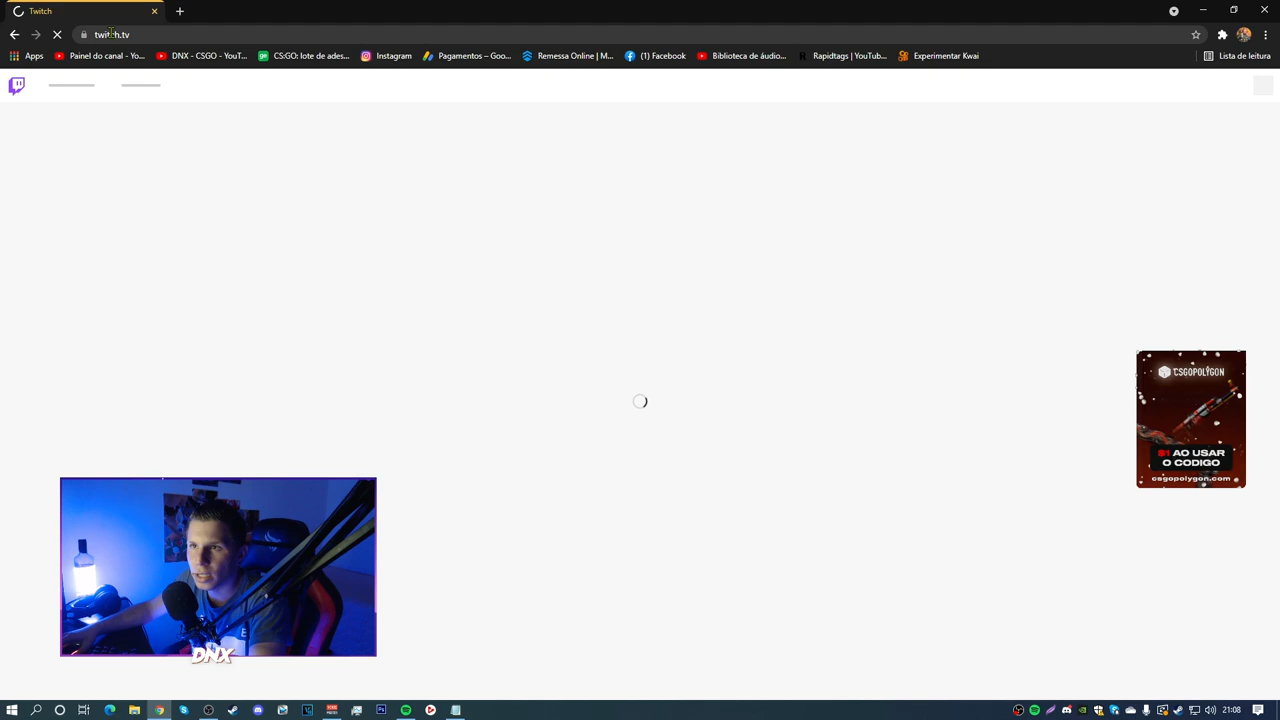 Twitch
twitch.tv
Apps
Painel do canal - Yo...
DNX - CSGO - YouT...
CS:GO: lote de ades...
Instagram
Pagamentos – Goo...
Remessa Online | M...
(1) Facebook
Biblioteca de áudio...
Rapidtags | YouTub...
Experimentar Kwai
Lista de leitura
CSGOPOLYGON
$1 AO USAR
O CODIGO
csgopolygon.com
DNX
21:08